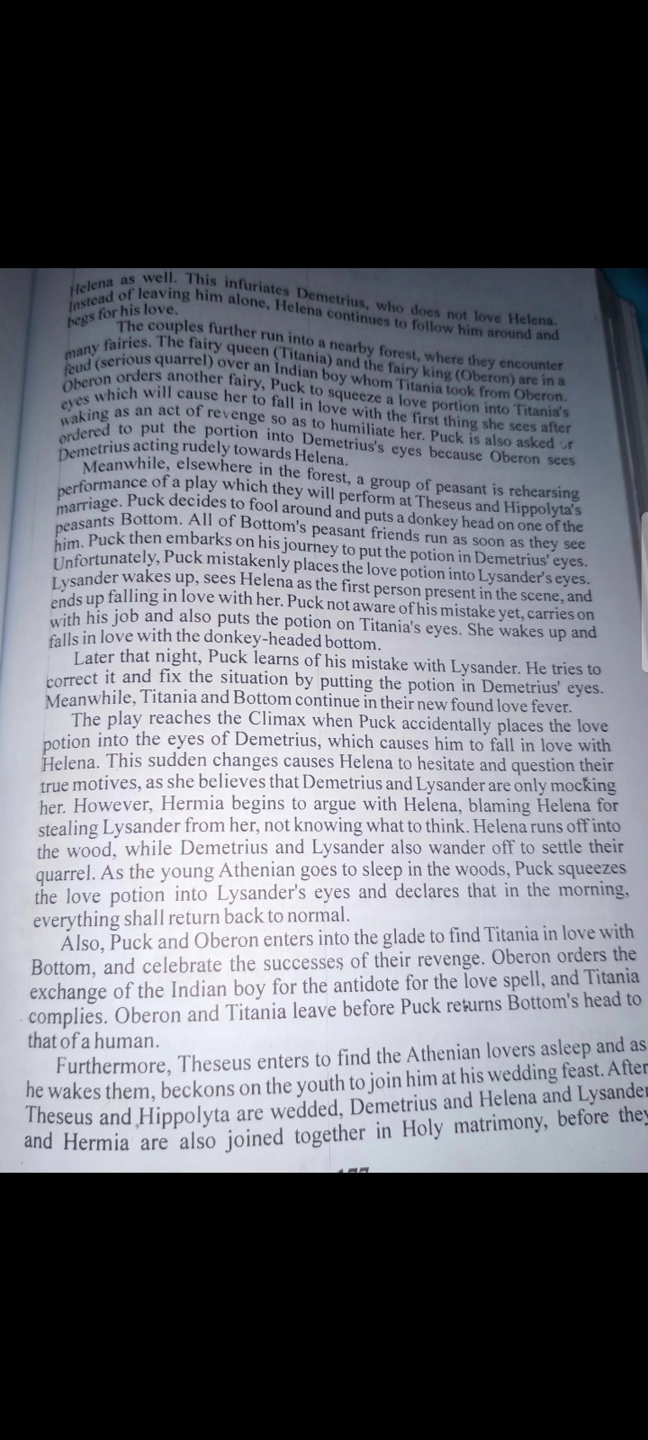 Helena as well. This infuriates Demetrius, who does not love Helena.
Instead of leaving him alone, Helena continues to follow him around and
begs for his love.
The couples further run into a nearby forest, where they encounter
many fairies. The fairy queen (Titania) and the fairy king (Oberon) are in a
feud (serious quarrel) over an Indian boy whom Titania took from Oberon.
Oberon orders another fairy, Puck to squeeze a love portion into Titania's
eyes which will cause her to fall in love with the first thing she sees after
waking as an act of revenge so as to humiliate her. Puck is also asked or
ordered to put the portion into Demetrius's eyes because Oberon sees
Demetrius acting rudely towards Helena.
Meanwhile, elsewhere in the forest, a group of peasant is rehearsing
performance of a play which they will perform at Theseus and Hippolyta's
marriage. Puck decides to fool around and puts a donkey head on one of the
peasants Bottom. All of Bottom's peasant friends run as soon as they see
him. Puck then embarks on his journey to put the potion in Demetrius' eyes.
Unfortunately, Puck mistakenly places the love potion into Lysander's eyes.
Lysander wakes up, sees Helena as the first person present in the scene, and
ends up falling in love with her. Puck not aware of his mistake yet, carries on
with his job and also puts the potion on Titania's eyes. She wakes up and
falls in love with the donkey-headed bottom.
Later that night, Puck learns of his mistake with Lysander. He tries to
correct it and fix the situation by putting the potion in Demetrius' eyes.
Meanwhile, Titania and Bottom continue in their new found love fever.
The play reaches the Climax when Puck accidentally places the love
potion into the eyes of Demetrius, which causes him to fall in love with
Helena. This sudden changes causes Helena to hesitate and question their
true motives, as she believes that Demetrius and Lysander are only mocking
her. However, Hermia begins to argue with Helena, blaming Helena for
stealing Lysander from her, not knowing what to think. Helena runs off into
the wood, while Demetrius and Lysander also wander off to settle their
quarrel. As the young Athenian goes to sleep in the woods, Puck squeezes
the love potion into Lysander's eyes and declares that in the morning,
everything shall return back to normal.
Also, Puck and Oberon enters into the glade to find Titania in love with
Bottom, and celebrate the successes of their revenge. Oberon orders the
exchange of the Indian boy for the antidote for the love spell, and Titania
complies. Oberon and Titania leave before Puck returns Bottom's head to
that of a human.
Furthermore, Theseus enters to find the Athenian lovers asleep and as
he wakes them, beckons on the youth to join him at his wedding feast. After
Theseus and Hippolyta are wedded, Demetrius and Helena and Lysander
and Hermia are also joined together in Holy matrimony, before they